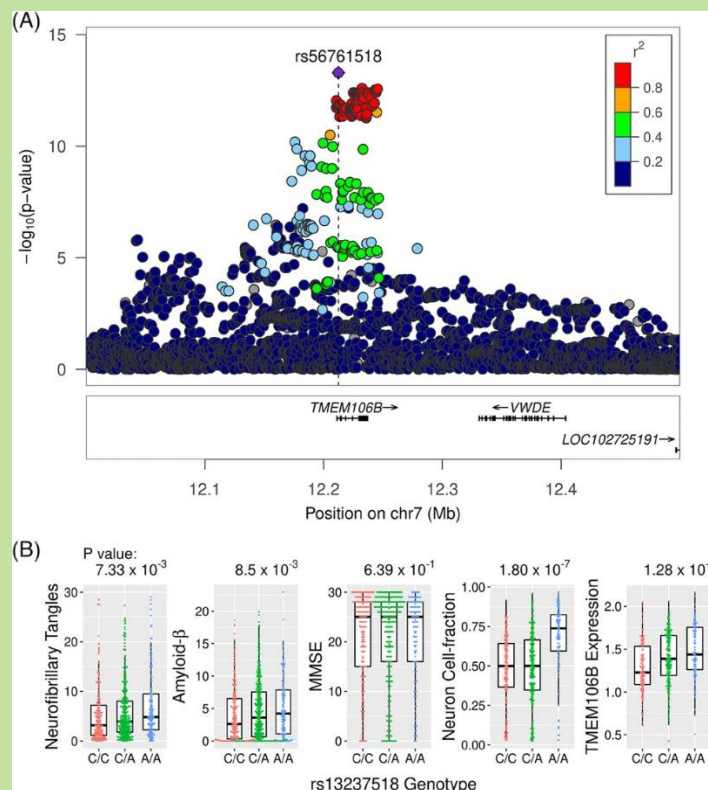 (A)
rs56761518
r²
0.8
0.6
0.4
0.2
15
10
5
0
−log₁₀(p−value)
TMEM106B→
←VWDE
LOC102725191→
12.1 12.2 12.3 12.4
Position on chr7 (Mb)
(B)
P value:
7.33 x 10⁻³ 8.5 x 10⁻³ 6.39 x 10⁻¹ 1.80 x 10⁻⁷ 1.28 x 10⁻
Neurofibrillary Tangles
30
20
10
0
C/C C/A A/A
Amyloid-β
20
15
10
5
0
C/C C/A A/A
MMSE
30
20
10
0
C/C C/A A/A
Neuron Cell-fraction
1.00
0.75
0.50
0.25
0.00
C/C C/A A/A
TMEM106B Expression
2.0
1.5
1.0
0.5
C/C C/A A/A
rs13237518 Genotype